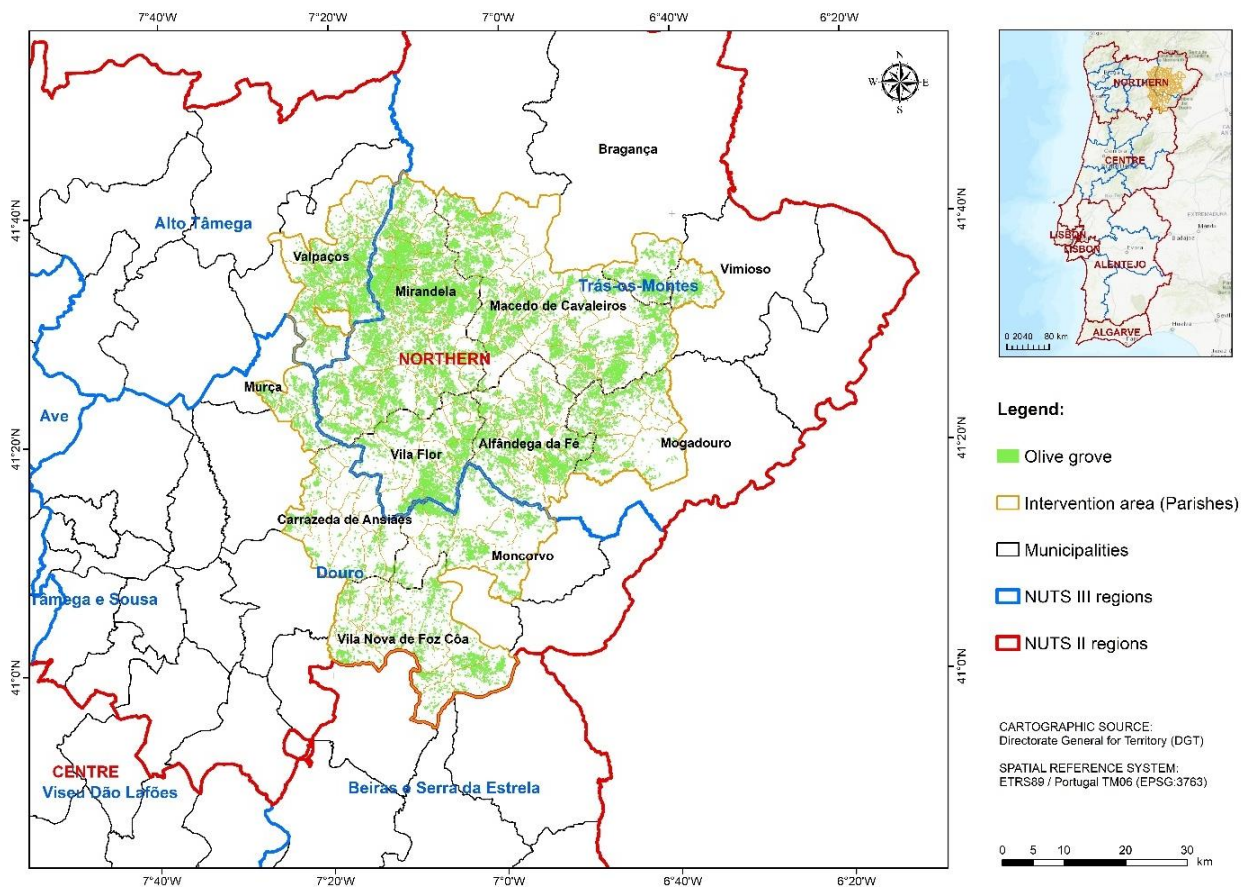 7°40'W
7°20'W
7°0'W
6°40'W
6°20'W
N
W
E
S
Bragança
41°40'N
41°40'N
Alto Tâmega
Valpaços
Vimioso
Trás-os-Montes
Mirandela
Macedo de Cavaleiros
NORTHERN
Murça
Ave
41°20'N
41°20'N
Alfândega da Fé
Mogadouro
Vila Flor
Carrazeda de Ansiães
Moncorvo
Douro
Tâmega e Sousa
Vila Nova de Foz Côa
41°0'N
41°0'N
CENTRE
Viseu Dão Lafões
Beiras e Serra da Estrela
7°40'W
7°20'W
7°0'W
6°40'W
6°20'W
NORTHERN
CENTRE
LISBON
LISBON
ALENTEJO
ALGARVE
EXTREMADURA
Badajoz
Evora
Huelva
0 2040 80 km
Legend:
Olive grove
Intervention area (Parishes)
Municipalities
NUTS III regions
NUTS II regions
CARTOGRAPHIC SOURCE:
Directorate General for Territory (DGT)
SPATIAL REFERENCE SYSTEM:
ETRS89 / Portugal TM06 (EPSG:3763)
0 5 10 20 30
km